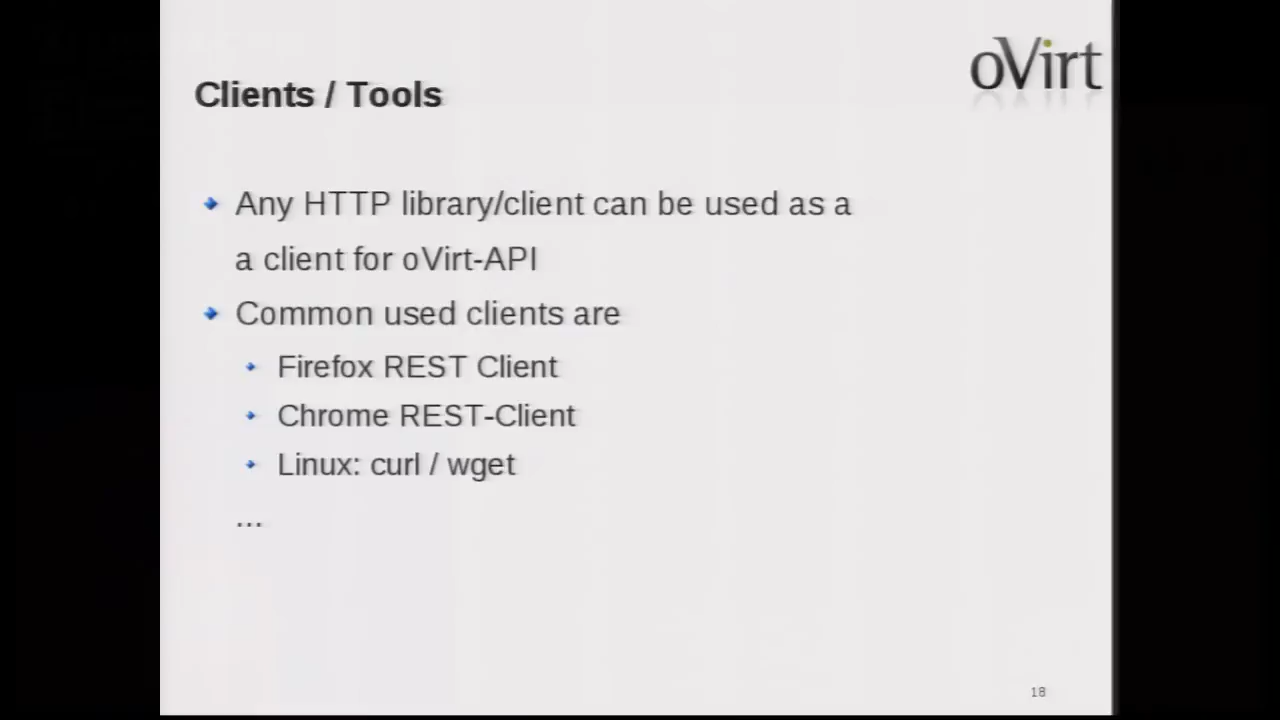 oVirt
Clients / Tools
Any HTTP library/client can be used as a
a client for oVirt-API
Common used clients are
Firefox REST Client
Chrome REST-Client
Linux: curl / wget
...
18